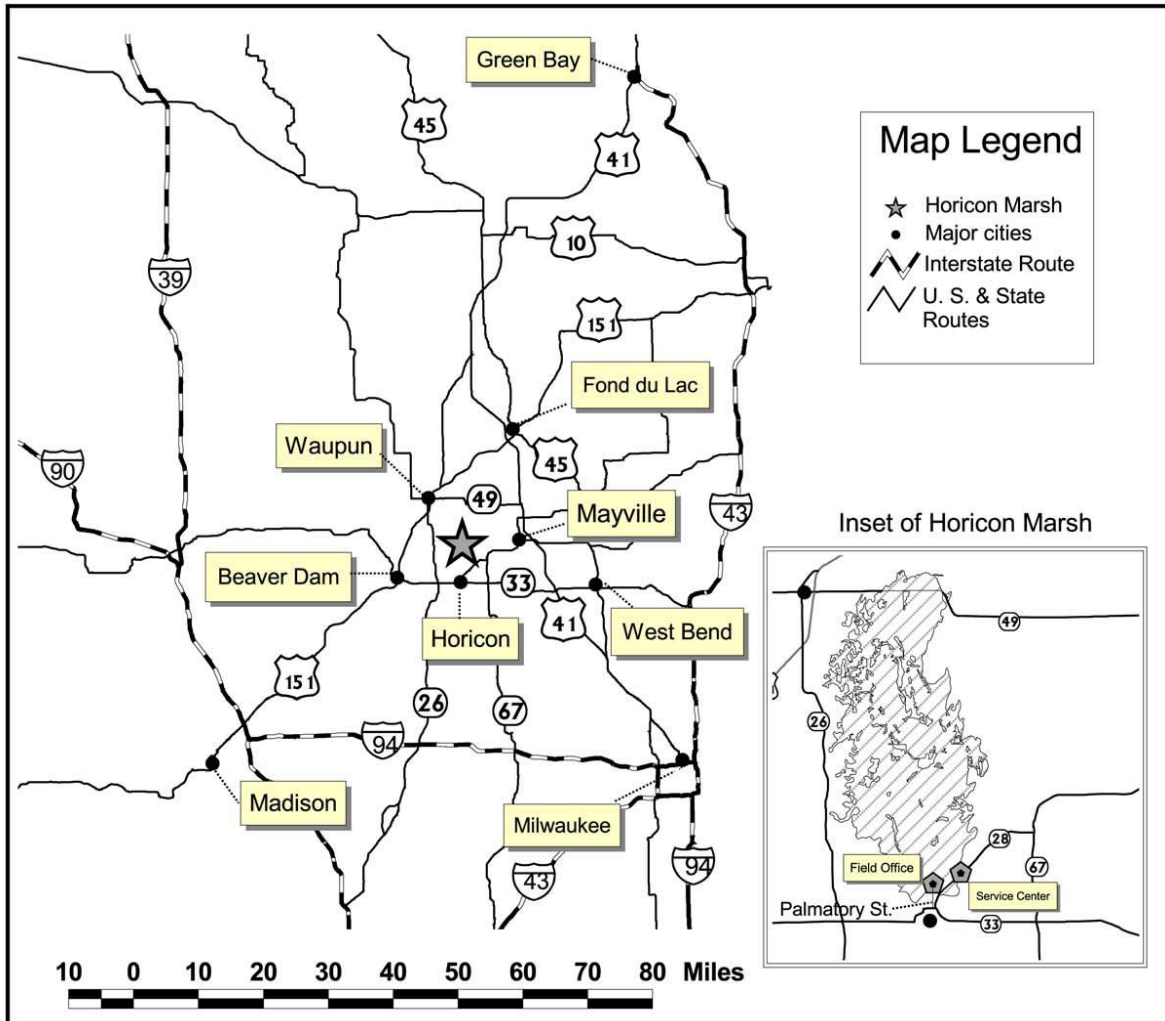 Green Bay
45
41
Map Legend
Horicon Marsh
Major cities
Interstate Route
U. S. & State
Routes
10
39
151
Fond du Lac
Waupun
45
90
49
Mayville
43
Inset of Horicon Marsh
Beaver Dam
33
41
Horicon
West Bend
151
26
67
94
Madison
Milwaukee
43
94
49
26
28
Field Office
67
Service Center
Palmatory St.
33
10 0 10 20 30 40 50 60 70 80 Miles